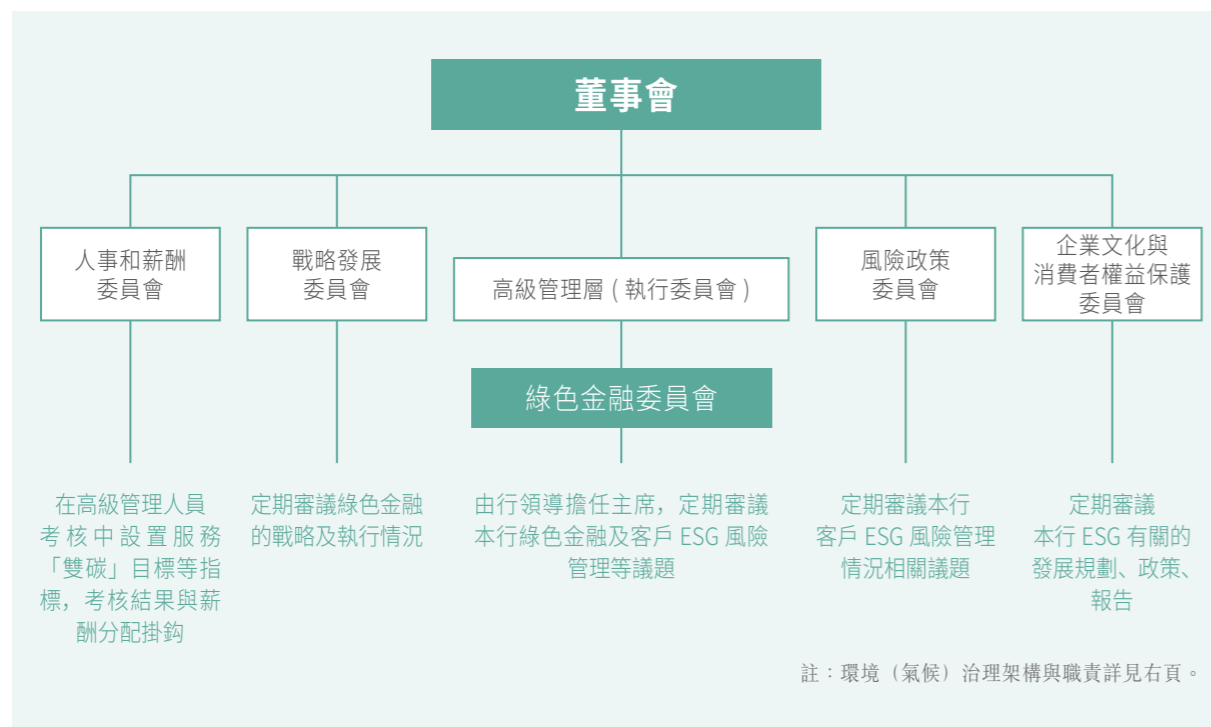 董事會
人事和薪酬
委員會
戰略發展
委員會
高級管理層 ( 執行委員會 )
風險政策
委員會
企業文化與
消費者權益保護
委員會
綠色金融委員會
在高級管理人員
考核中設置服務
「雙碳」目標等指
標，考核結果與薪
酬分配掛鈎
定期審議綠色金融
的戰略及執行情況
由行領導擔任主席，定期審議
本行綠色金融及客戶 ESG 風險
管理等議題
定期審議本行
客戶 ESG 風險管理
情況相關議題
定期審議
本行 ESG 有關的
發展規劃、政策、
報告
註：環境（氣候）治理架構與職責詳見右頁。